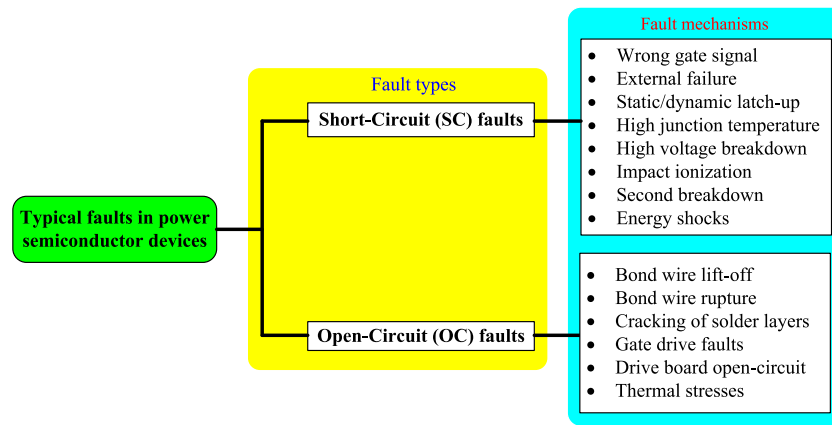 Fault mechanisms
• Wrong gate signal
• External failure
• Static/dynamic latch-up
• High junction temperature
• High voltage breakdown
• Impact ionization
• Second breakdown
• Energy shocks
Fault types
Short-Circuit (SC) faults
Typical faults in power
semiconductor devices
Open-Circuit (OC) faults
• Bond wire lift-off
• Bond wire rupture
• Cracking of solder layers
• Gate drive faults
• Drive board open-circuit
• Thermal stresses